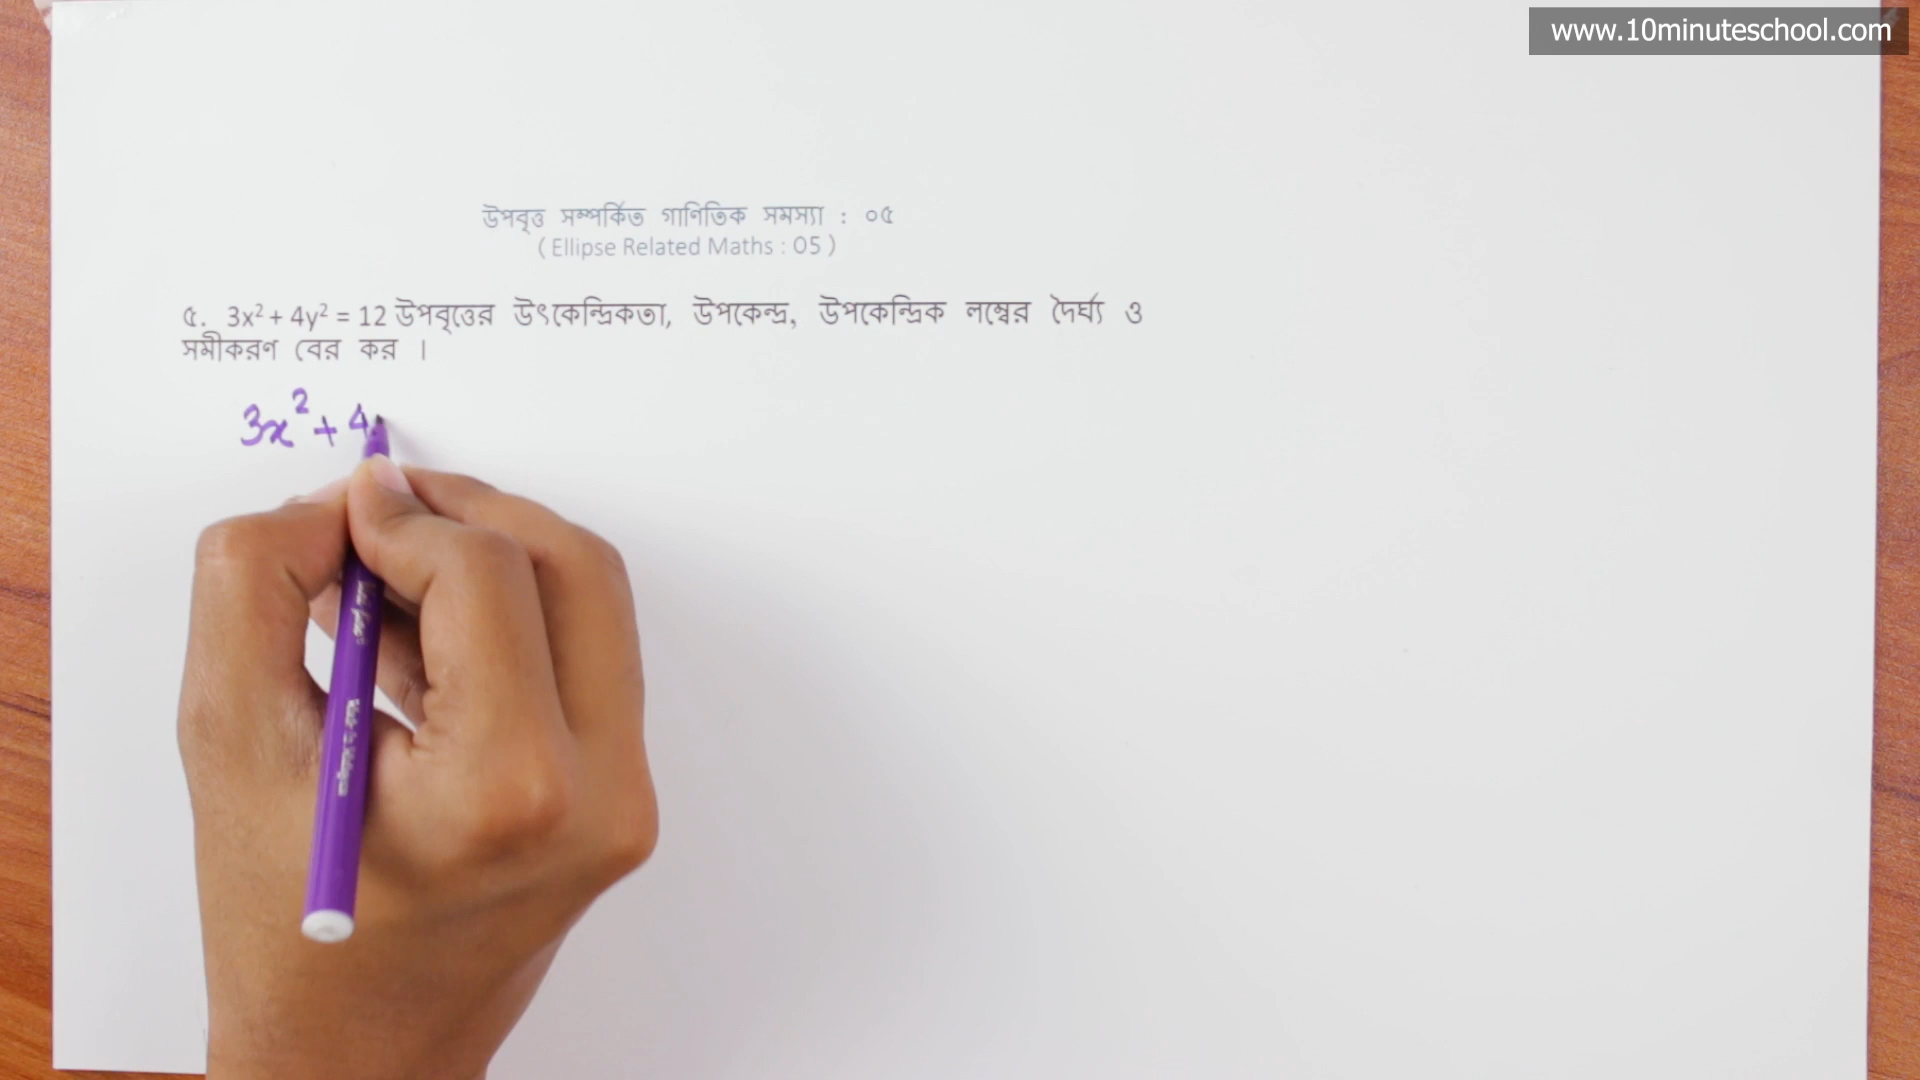 www.10minuteschool.com
উপবৃত্ত সম্পর্কিত গাণিতিক সমস্যা : ০৫
( Ellipse Related Maths : 05 )
৫. 3x² + 4y² = 12 উপবৃত্তের উৎকেন্দ্রিকতা, উপকেন্দ্র, উপকেন্দ্রিক লম্বের দৈর্ঘ্য ও
সমীকরণ বের কর ।
3x² + 4